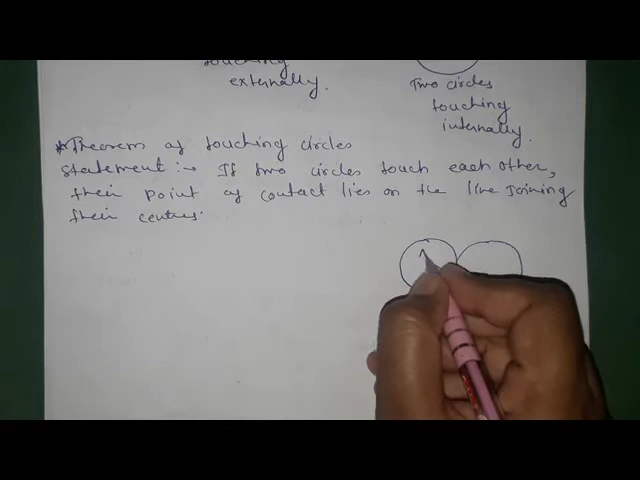 touching
externally.
Two circles
touching
internally.
*Theorem of touching circles
statement:→ If two circles touch each other,
their point of contact lies on the line joining
their centres.